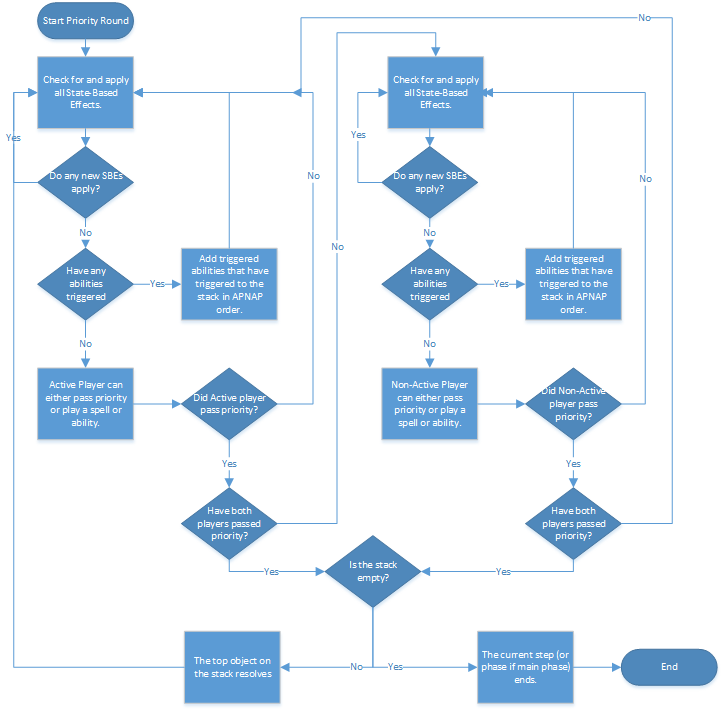 Start Priority Round
No
Check for and apply
all State-Based
Effects.
Check for and apply
all State-Based
Effects.
Yes
Yes
Do any new SBEs
apply?
No
Do any new SBEs
apply?
No
No
No
No
Have any
abilities
triggered
Yes
Add triggered
abilities that have
triggered to the
stack in APNAP
order.
Have any
abilities
triggered
Yes
Add triggered
abilities that have
triggered to the
stack in APNAP
order.
No
No
Active Player can
either pass priority
or play a spell or
ability.
Did Active player
pass priority?
Non-Active Player
can either pass
priority or play a
spell or ability.
Did Non-Active
player pass
priority?
Yes
Yes
Have both
players passed
priority?
Have both
players passed
priority?
Yes
Is the stack
empty?
Yes
The top object on
the stack resolves
No
Yes
The current step (or
phase if main phase)
ends.
End